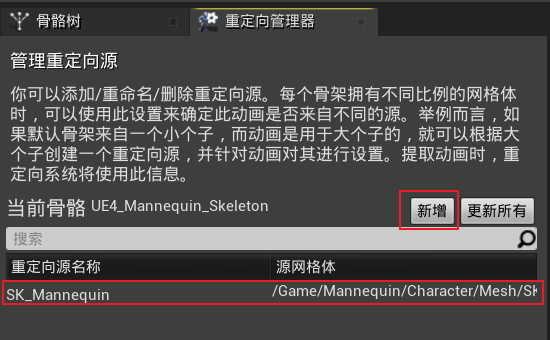 骨骼树
重定向管理器
管理重定向源
你可以添加/重命名/删除重定向源。每个骨架拥有不同比例的网格体
时，可以使用此设置来确定此动画是否来自不同的源。举例而言，如
果默认骨架来自一个小个子，而动画是用于大个子的，就可以根据大
个子创建一个重定向源，并针对动画对其进行设置。提取动画时，重
定向系统将使用此信息。
当前骨骼 UE4_Mannequin_Skeleton 新增 更新所有
搜索
重定向源名称 源网格体
SK_Mannequin /Game/Mannequin/Character/Mesh/SK